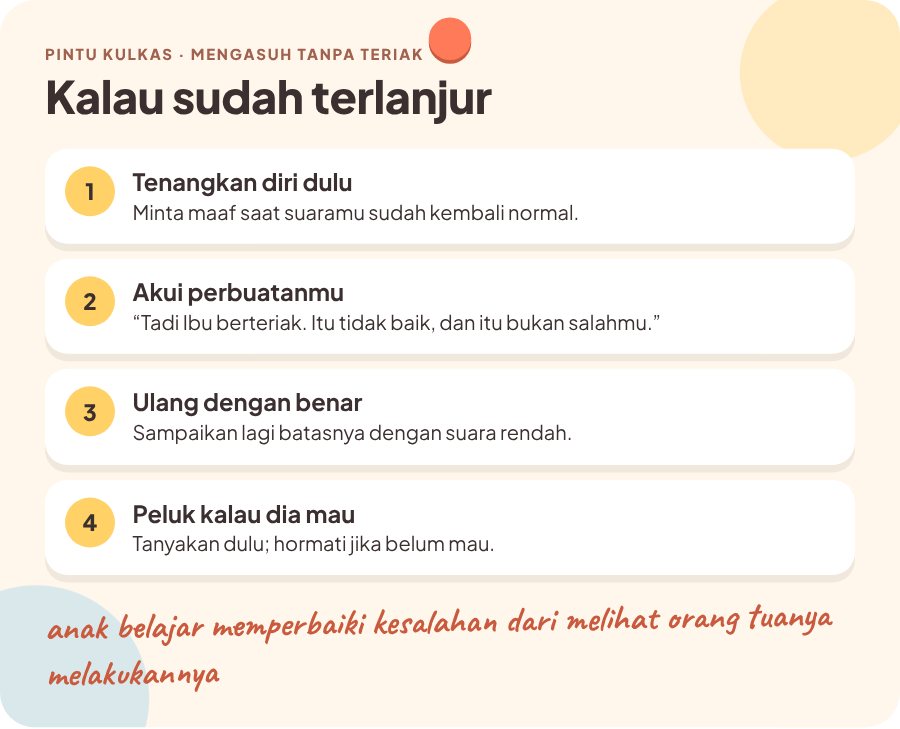 PINTU KULKAS · MENGASUH TANPA TERIAK
Kalau sudah terlanjur
1
Tenangkan diri dulu
Minta maaf saat suaramu sudah kembali normal.
2
Akui perbuatanmu
“Tadi Ibu berteriak. Itu tidak baik, dan itu bukan salahmu.”
3
Ulang dengan benar
Sampaikan lagi batasnya dengan suara rendah.
4
Peluk kalau dia mau
Tanyakan dulu; hormati jika belum mau.
anak belajar memperbaiki kesalahan dari melihat orang tuanya
melakukannya